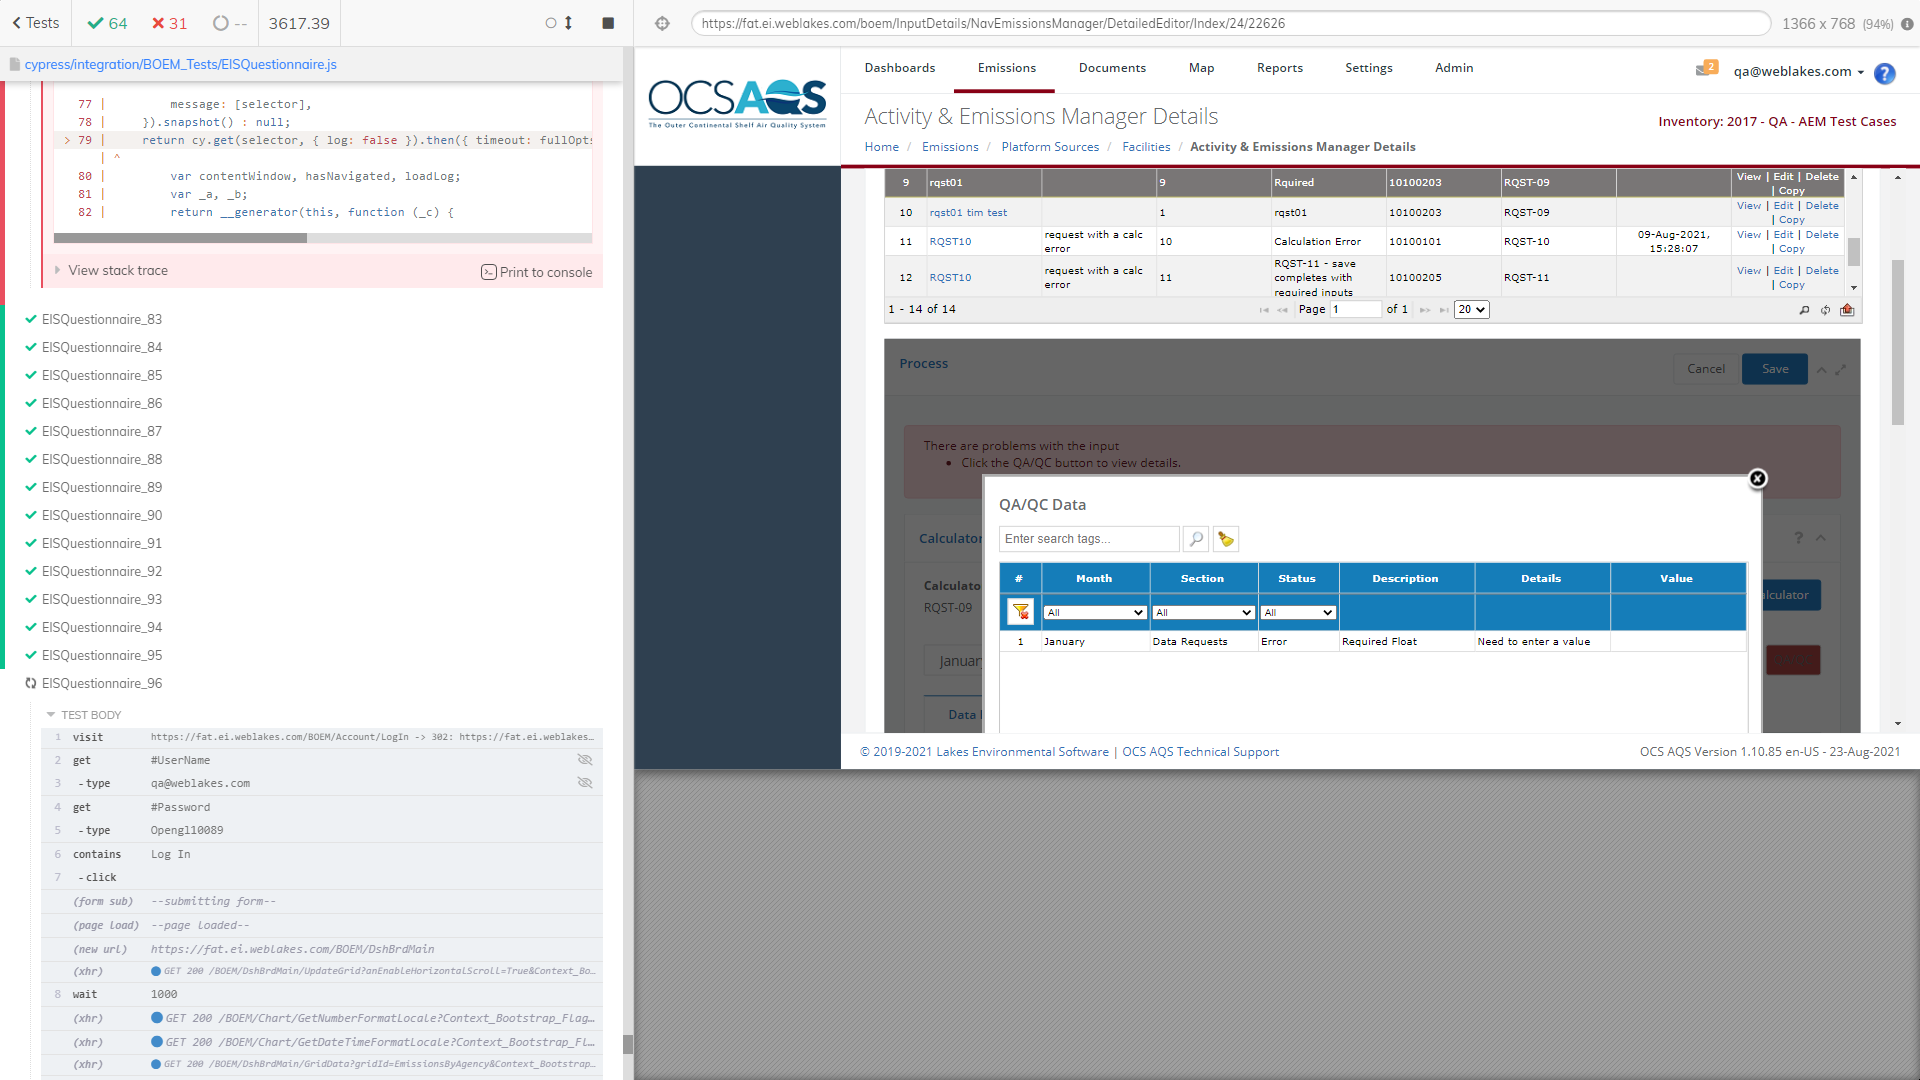 Tests
64
31
--
3617.39
cypress/integration/BOEM_Tests/EISQuestionnaire.js
77 | message: [selector],
78 | }).snapshot() : null;
> 79 | return cy.get(selector, { log: false }).then({ timeout: fullOpts
| ^
80 | var contentWindow, hasNavigated, loadLog;
81 | var _a, _b;
82 | return __generator(this, function (_c) {
View stack trace
Print to console
EISQuestionnaire_83
EISQuestionnaire_84
EISQuestionnaire_85
EISQuestionnaire_86
EISQuestionnaire_87
EISQuestionnaire_88
EISQuestionnaire_89
EISQuestionnaire_90
EISQuestionnaire_91
EISQuestionnaire_92
EISQuestionnaire_93
EISQuestionnaire_94
EISQuestionnaire_95
EISQuestionnaire_96
TEST BODY
1 visit https://fat.ei.weblakes.com/BOEM/Account/LogIn -> 302: https://fat.ei.weblakes...
2 get #UserName
3 -type qa@weblakes.com
4 get #Password
5 -type Opengl10089
6 contains Log In
7 -click
(form sub) --submitting form--
(page load) --page loaded--
(new url) https://fat.ei.weblakes.com/BOEM/DshBrdMain
(xhr) GET 200 /BOEM/DshBrdMain/UpdateGrid?anEnableHorizontalScroll=True&Context_Bo...
8 wait 1000
(xhr) GET 200 /BOEM/Chart/GetNumberFormatLocale?Context_Bootstrap_Flag...
(xhr) GET 200 /BOEM/Chart/GetDateTimeFormatLocale?Context_Bootstrap_Fl...
(xhr) GET 200 /BOEM/DshBrdMain/GridData?gridId=EmissionsByAgency&Context_Bootstrap...
https://fat.ei.weblakes.com/boem/InputDetails/NavEmissionsManager/DetailedEditor/Index/24/22626
1366 x 768 (94%)
OCSAQS
The Outer Continental Shelf Air Quality System
Dashboards Emissions Documents Map Reports Settings Admin
2
qa@weblakes.com
?
Activity & Emissions Manager Details
Inventory: 2017 - QA - AEM Test Cases
Home / Emissions / Platform Sources / Facilities / Activity & Emissions Manager Details
9 rqst01 9 Rquired 10100203 RQST-09 View | Edit | Delete | Copy
10 rqst01 tim test 1 rqst01 10100203 RQST-09 View | Edit | Delete | Copy
11 RQST10 request with a calc error 10 Calculation Error 10100101 RQST-10 09-Aug-2021, 15:28:07 View | Edit | Delete | Copy
12 RQST10 request with a calc error 11 RQST-11 - save completes with required inputs 10100205 RQST-11 View | Edit | Delete | Copy
1 - 14 of 14
Page 1 of 1
20
Process
Cancel
Save
There are problems with the input
• Click the QA/QC button to view details.
Calculator
?
Calculato
RQST-09
alculator
January
Data
QA/QC Data
Enter search tags...
# Month Section Status Description Details Value
All All All
1 January Data Requests Error Required Float Need to enter a value
© 2019-2021 Lakes Environmental Software | OCS AQS Technical Support
OCS AQS Version 1.10.85 en-US - 23-Aug-2021